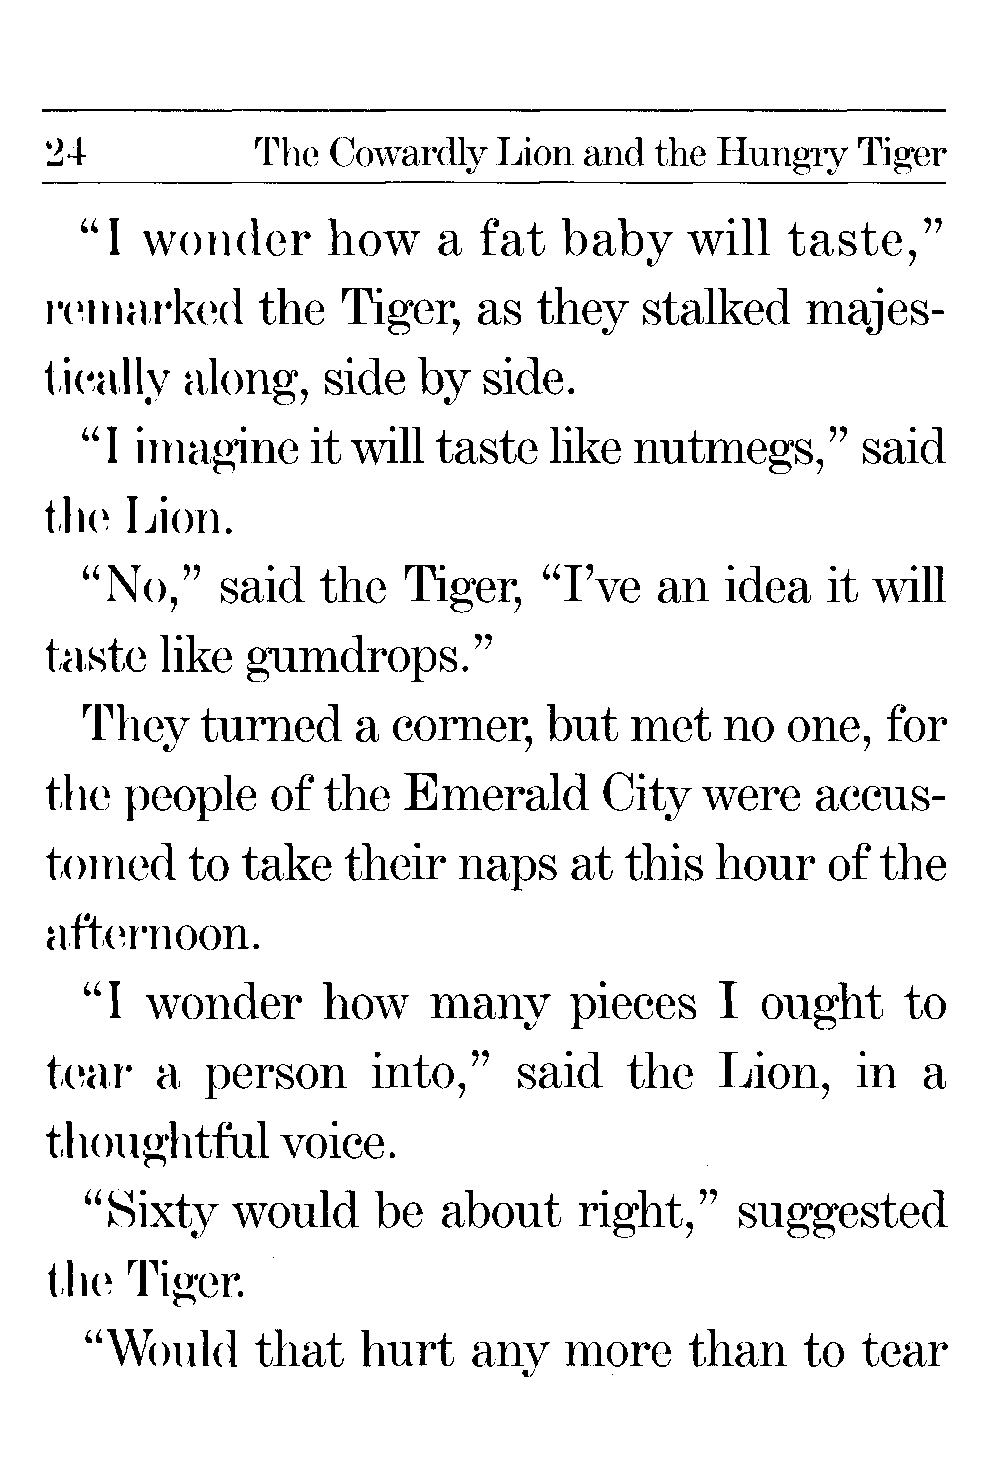 24 The Cowardly Lion and the Hungry Tiger
“I wonder how a fat baby will taste,”
remarked the Tiger, as they stalked majes-
tically along, side by side.
“I imagine it will taste like nutmegs,” said
the Lion.
“No,” said the Tiger, “I’ve an idea it will
taste like gumdrops.”
They turned a corner, but met no one, for
the people of the Emerald City were accus-
tomed to take their naps at this hour of the
afternoon.
“I wonder how many pieces I ought to
tear a person into,” said the Lion, in a
thoughtful voice.
“Sixty would be about right,” suggested
the Tiger.
“Would that hurt any more than to tear